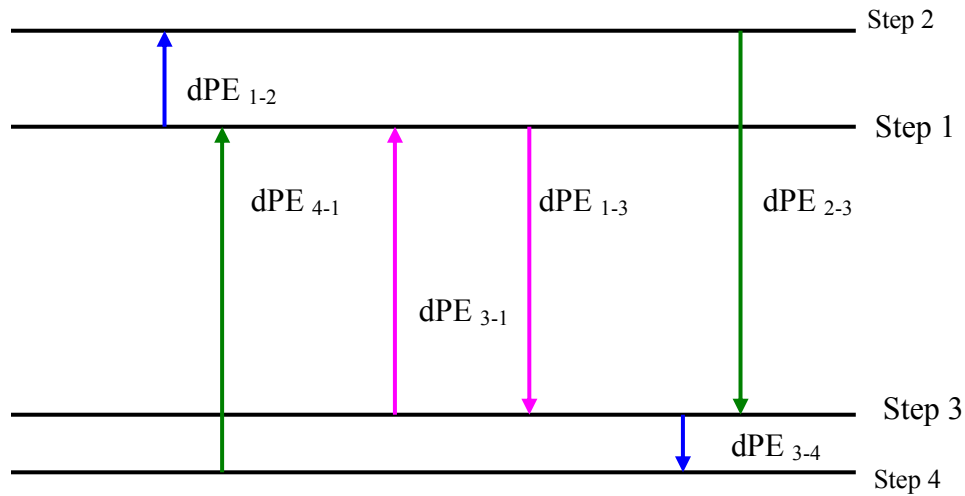 Step 2
dPE 1-2
Step 1
dPE 4-1
dPE 1-3
dPE 2-3
dPE 3-1
Step 3
dPE 3-4
Step 4